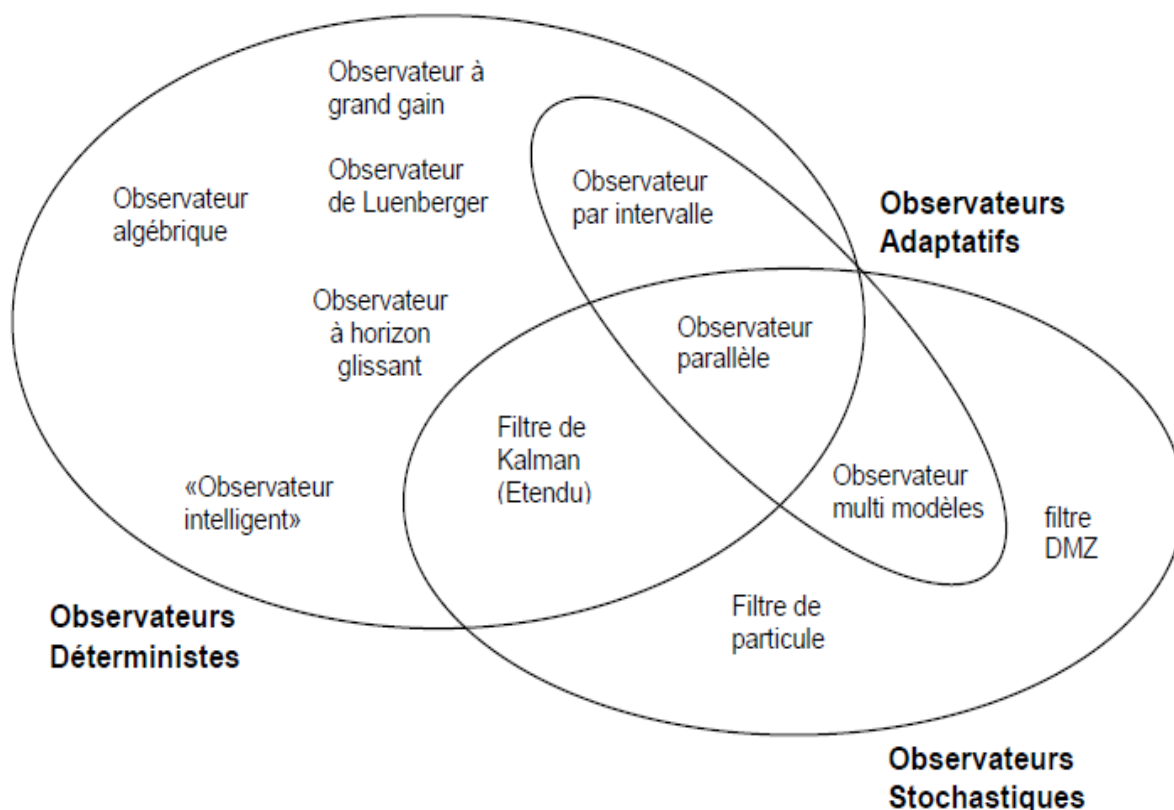 Observateur à
grand gain
Observateur
de Luenberger
Observateur
algébrique
Observateur
par intervalle
Observateurs
Adaptatifs
Observateur
à horizon
glissant
Observateur
parallèle
Filtre de
Kalman
(Etendu)
«Observateur
intelligent»
Observateur
multi modèles
filtre
DMZ
Filtre de
particule
Observateurs
Déterministes
Observateurs
Stochastiques